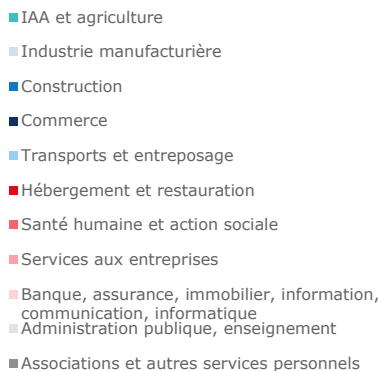 IAA et agriculture
Industrie manufacturière
Construction
Commerce
Transports et entreposage
Hébergement et restauration
Santé humaine et action sociale
Services aux entreprises
Banque, assurance, immobilier, information,
communication, informatique
Administration publique, enseignement
Associations et autres services personnels